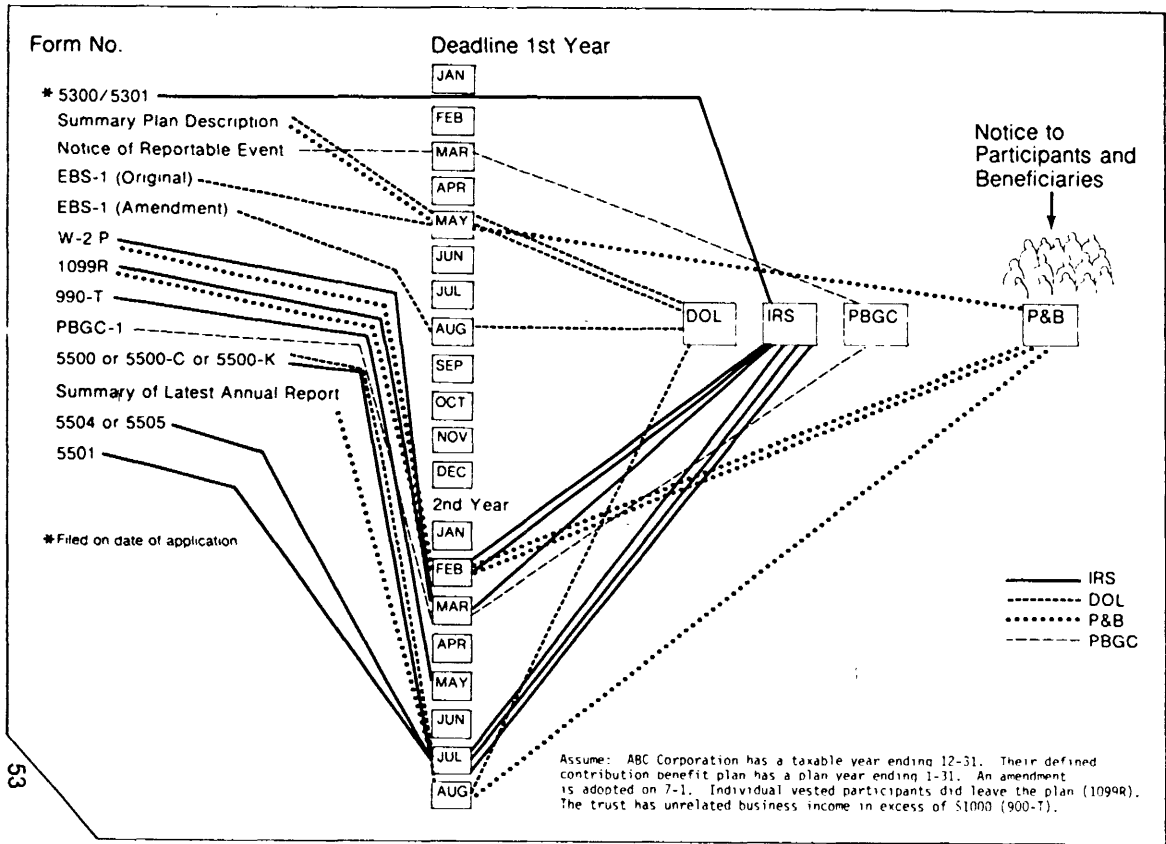 Form No.
Deadline 1st Year
* 5300/5301
Summary Plan Description
Notice of Reportable Event
EBS-1 (Original)
EBS-1 (Amendment)
W-2 P
1099R
990-T
PBGC-1
5500 or 5500-C or 5500-K
Summary of Latest Annual Report
5504 or 5505
5501
* Filed on date of application
JAN
FEB
MAR
APR
MAY
JUN
JUL
AUG
SEP
OCT
NOV
DEC
2nd Year
JAN
FEB
MAR
APR
MAY
JUN
JUL
AUG
DOL
IRS
PBGC
P&B
Notice to
Participants and
Beneficiaries
IRS
DOL
P&B
PBGC
Assume: ABC Corporation has a taxable year ending 12-31. Their defined
contribution benefit plan has a plan year ending 1-31. An amendment
is adopted on 7-1. Individual vested participants did leave the plan (1099R).
The trust has unrelated business income in excess of $1000 (900-T).
53